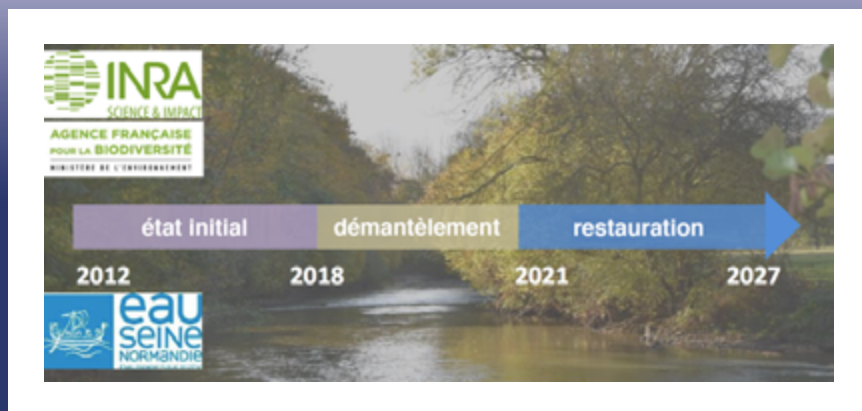 INRA
SCIENCE & IMPACT
AGENCE FRANÇAISE
POUR LA BIODIVERSITÉ
MINISTÈRE DE L'ENVIRONNEMENT
état initial
démantèlement
restauration
2012
2018
2021
2027
eau
SEINE
NORMANDIE